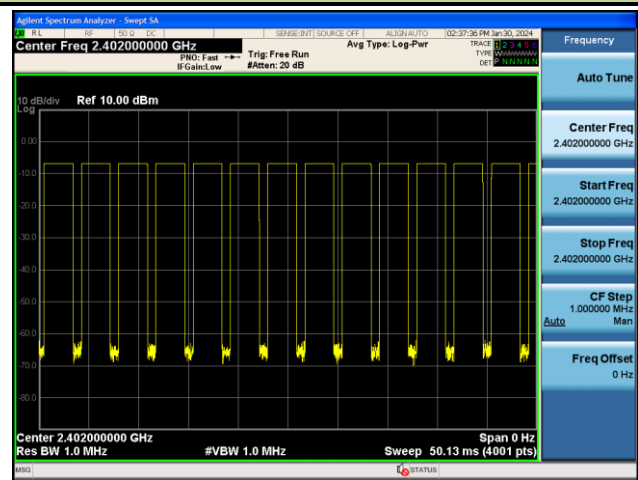 Agilent Spectrum Analyzer - Swept SA
RL RF 50 Ω DC SENSE:INT SOURCE OFF ALIGN AUTO 02:37:36 PM Jan 30, 2024
Center Freq 2.402000000 GHz
PNO: Fast
IFGain:Low
Trig: Free Run
#Atten: 20 dB
Avg Type: Log-Pwr
TRACE 1 2 3 4 5 6
TYPE WWWWWW
DET P N N N N N
10 dB/div Ref 10.00 dBm
Log
0.00
-10.0
-20.0
-30.0
-40.0
-50.0
-60.0
-70.0
-80.0
Center 2.402000000 GHz Span 0 Hz
Res BW 1.0 MHz #VBW 1.0 MHz Sweep 50.13 ms (4001 pts)
MSG STATUS
Frequency
Auto Tune
Center Freq
2.402000000 GHz
Start Freq
2.402000000 GHz
Stop Freq
2.402000000 GHz
CF Step
1.000000 MHz
Auto Man
Freq Offset
0 Hz